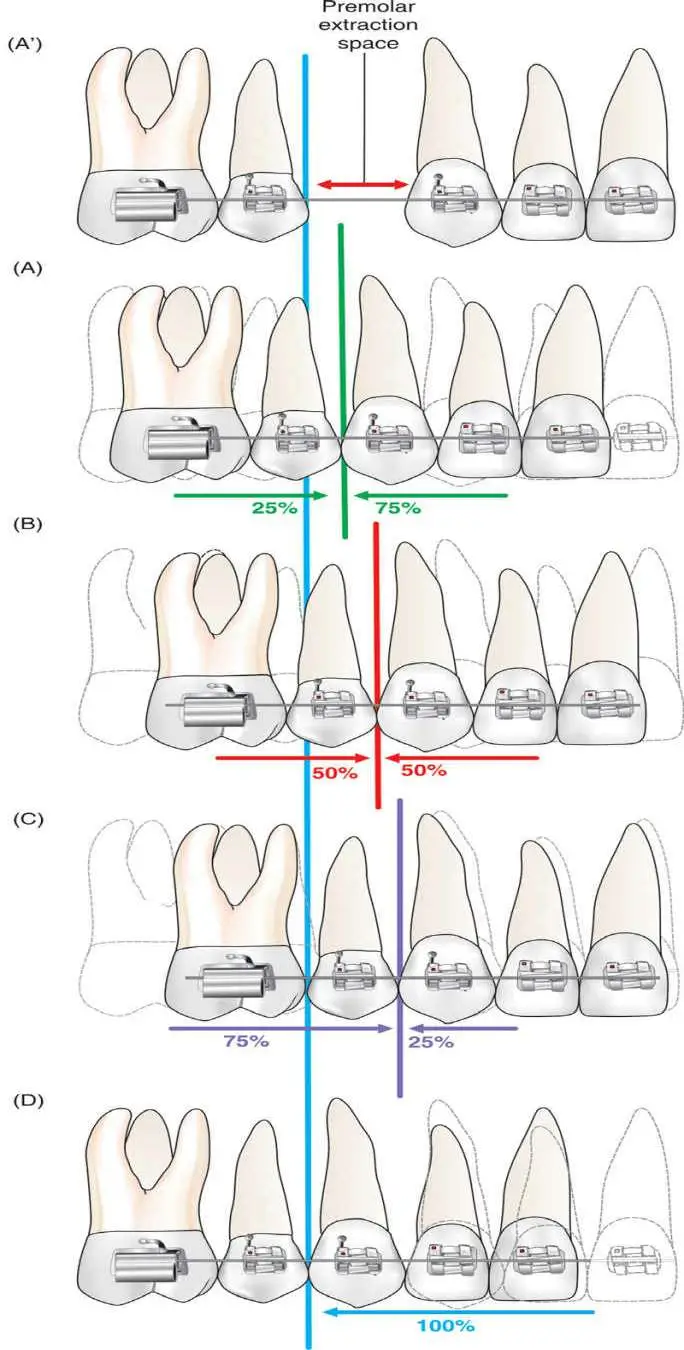 Premolar
extraction
space
(A’)
(A)
25% 75%
(B)
50% 50%
(C)
75% 25%
(D)
100%